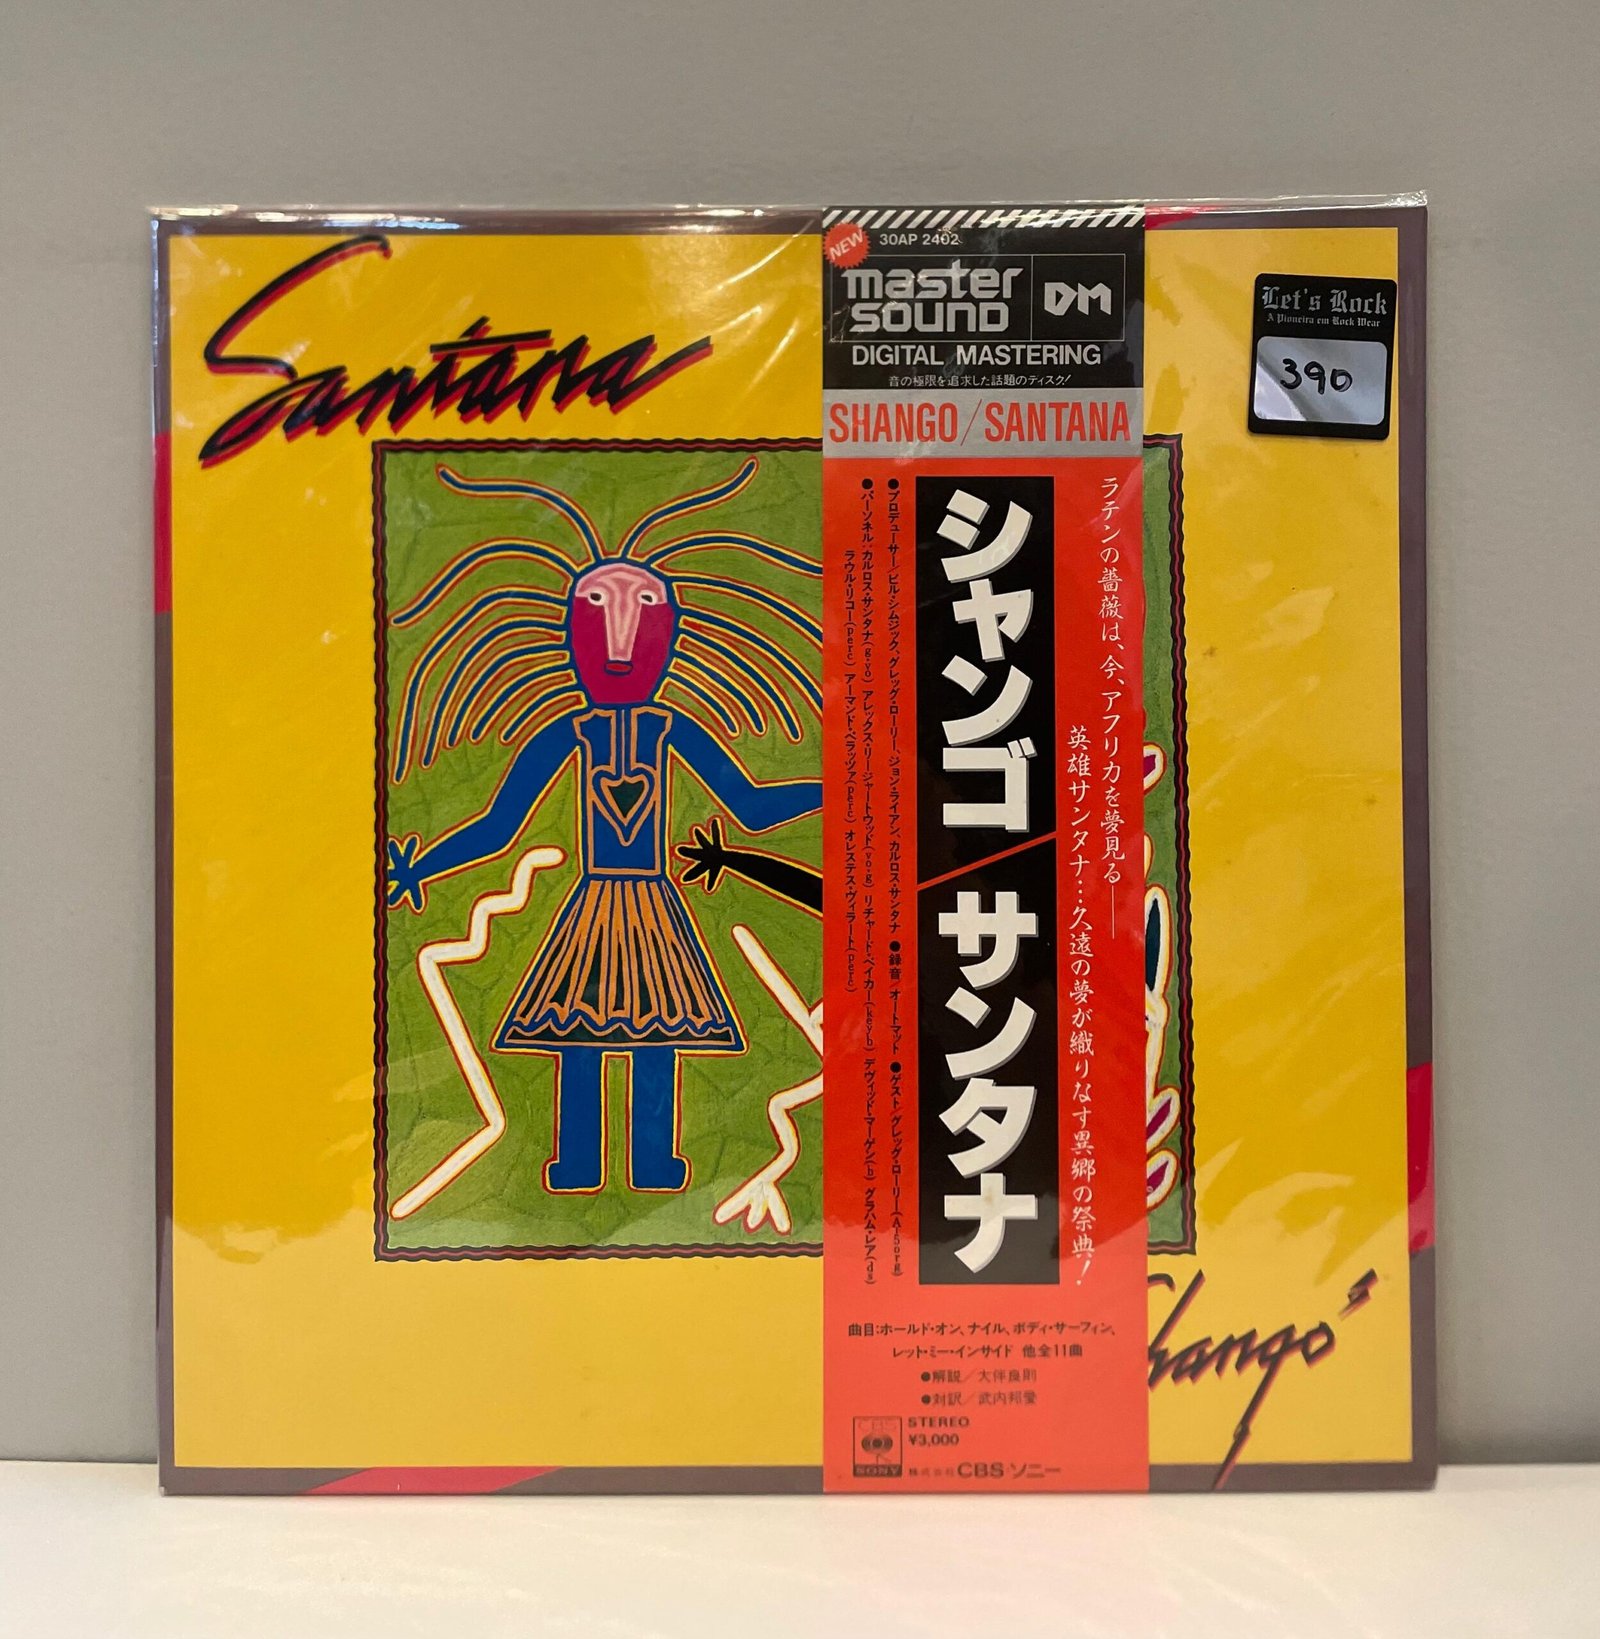 Santana
NEW
30AP 2402
master
sound
DM
DIGITAL MASTERING
音の極限を追求した話題のディスク!
SHANGO/SANTANA
ラテンの薔薇は、今、アフリカを夢見る——
英雄サンタナ…久遠の夢が織りなす異郷の祭典!
シャンゴ/サンタナ
●プロデューサー/ビル・シムジック、グレッグ・ローリー、ジョン・ライアン、カルロス・サンタナ ●録音/オートマット ●ゲスト/グレッグ・ローリー
●パーソネル:カルロス・サンタナ(g・vo) アレックス・リージャートウッド(vo・g) リチャード・ベイカー(keyb) デヴィッド・マーゲン(b) グラハム・レア(ds)
ラウル・リコー(perc) アーマンド・ペラッツァ(perc) オレステス・ヴィラート(perc)
曲目:ホールド・オン、ナイル、ボディ・サーフィン、
レット・ミー・インサイド 他全11曲
●解説/大伴良則
●対訳/武内邦愛
CBS
SONY
STEREO
¥3,000
株式会社 CBS・ソニー
Let's Rock
A Pioneira em Rock Wear
390
Shango